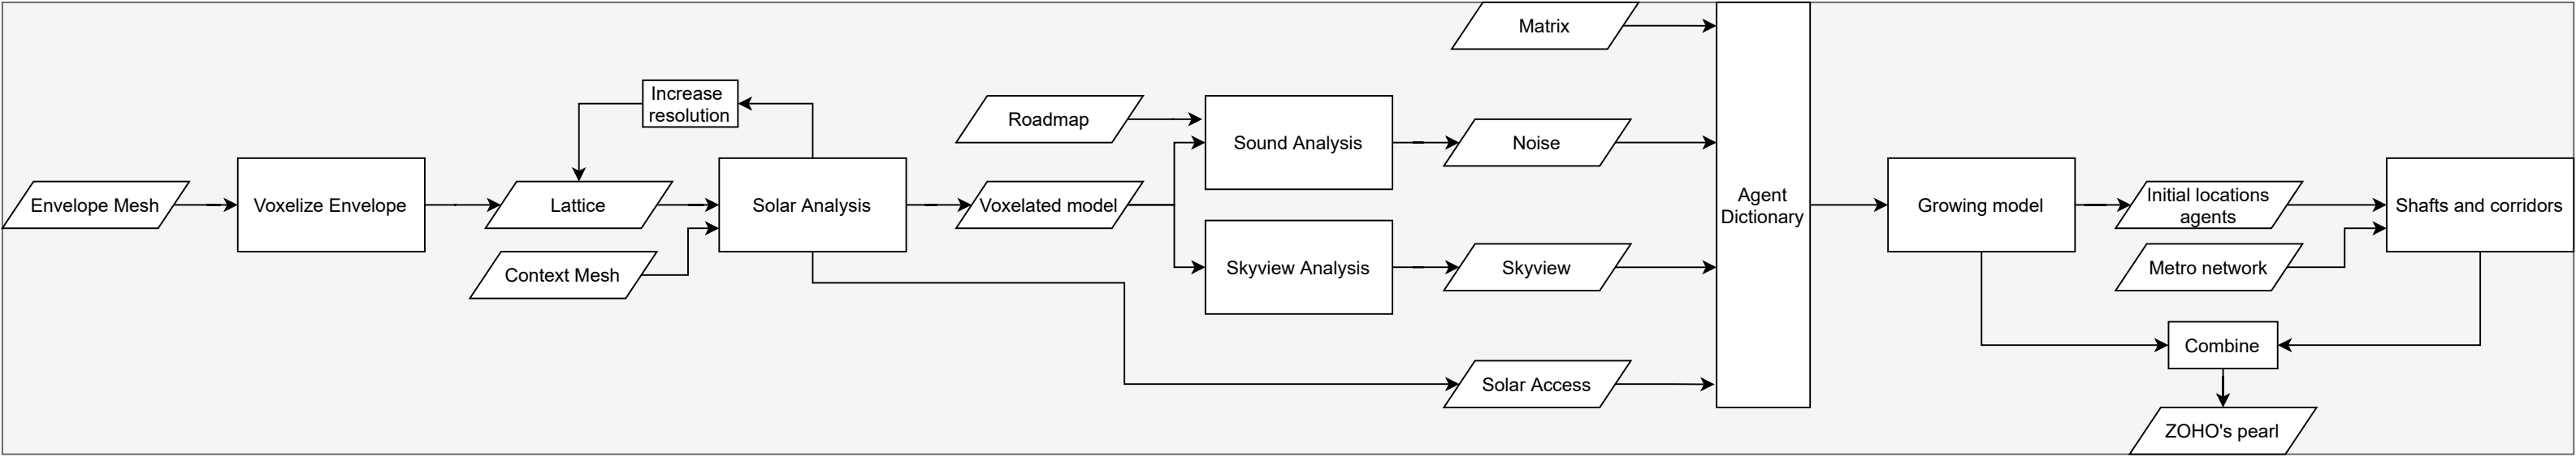 Envelope Mesh
Voxelize Envelope
Increase
resolution
Lattice
Context Mesh
Solar Analysis
Roadmap
Voxelated model
Sound Analysis
Skyview Analysis
Matrix
Noise
Skyview
Solar Access
Agent
Dictionary
Growing model
Initial locations
agents
Metro network
Shafts and corridors
Combine
ZOHO's pearl